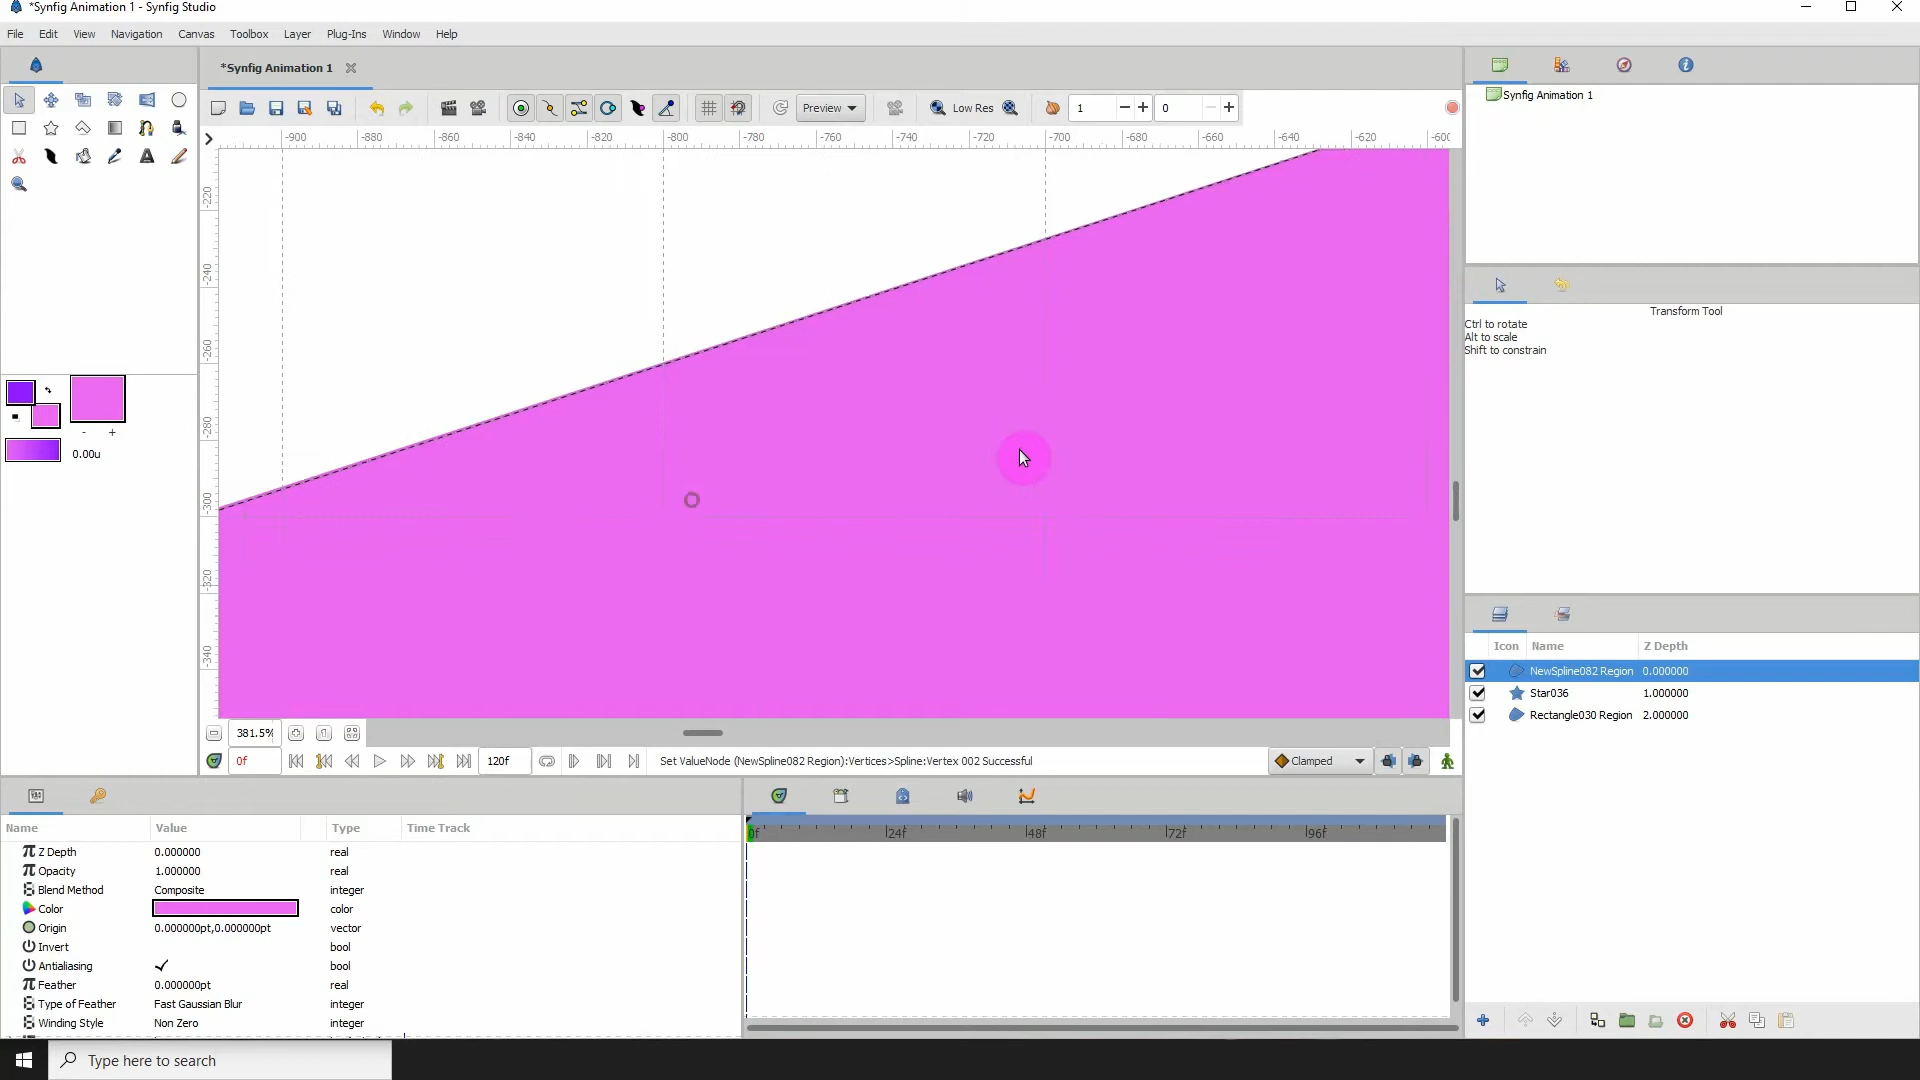 *Synfig Animation 1 - Synfig Studio
File Edit View Navigation Canvas Toolbox Layer Plug-Ins Window Help
*Synfig Animation 1
Preview Low Res 1 0
-900 -880 -860 -840 -820 -800 -780 -760 -740 -720 -700 -680 -660 -640 -620 -600
-220
-240
-260
-280
-300
-320
-340
- +
0.00u
381.5%
0f 120f Set ValueNode (NewSpline082 Region):Vertices>Spline:Vertex 002 Successful Clamped
Synfig Animation 1
Transform Tool
Ctrl to rotate
Alt to scale
Shift to constrain
Icon Name Z Depth
NewSpline082 Region 0.000000
Star036 1.000000
Rectangle030 Region 2.000000
Name Value Type Time Track
Z Depth 0.000000 real
Opacity 1.000000 real
Blend Method Composite integer
Color color
Origin 0.000000pt,0.000000pt vector
Invert bool
Antialiasing bool
Feather 0.000000pt real
Type of Feather Fast Gaussian Blur integer
Winding Style Non Zero integer
0f 24f 48f 72f 96f
Type here to search